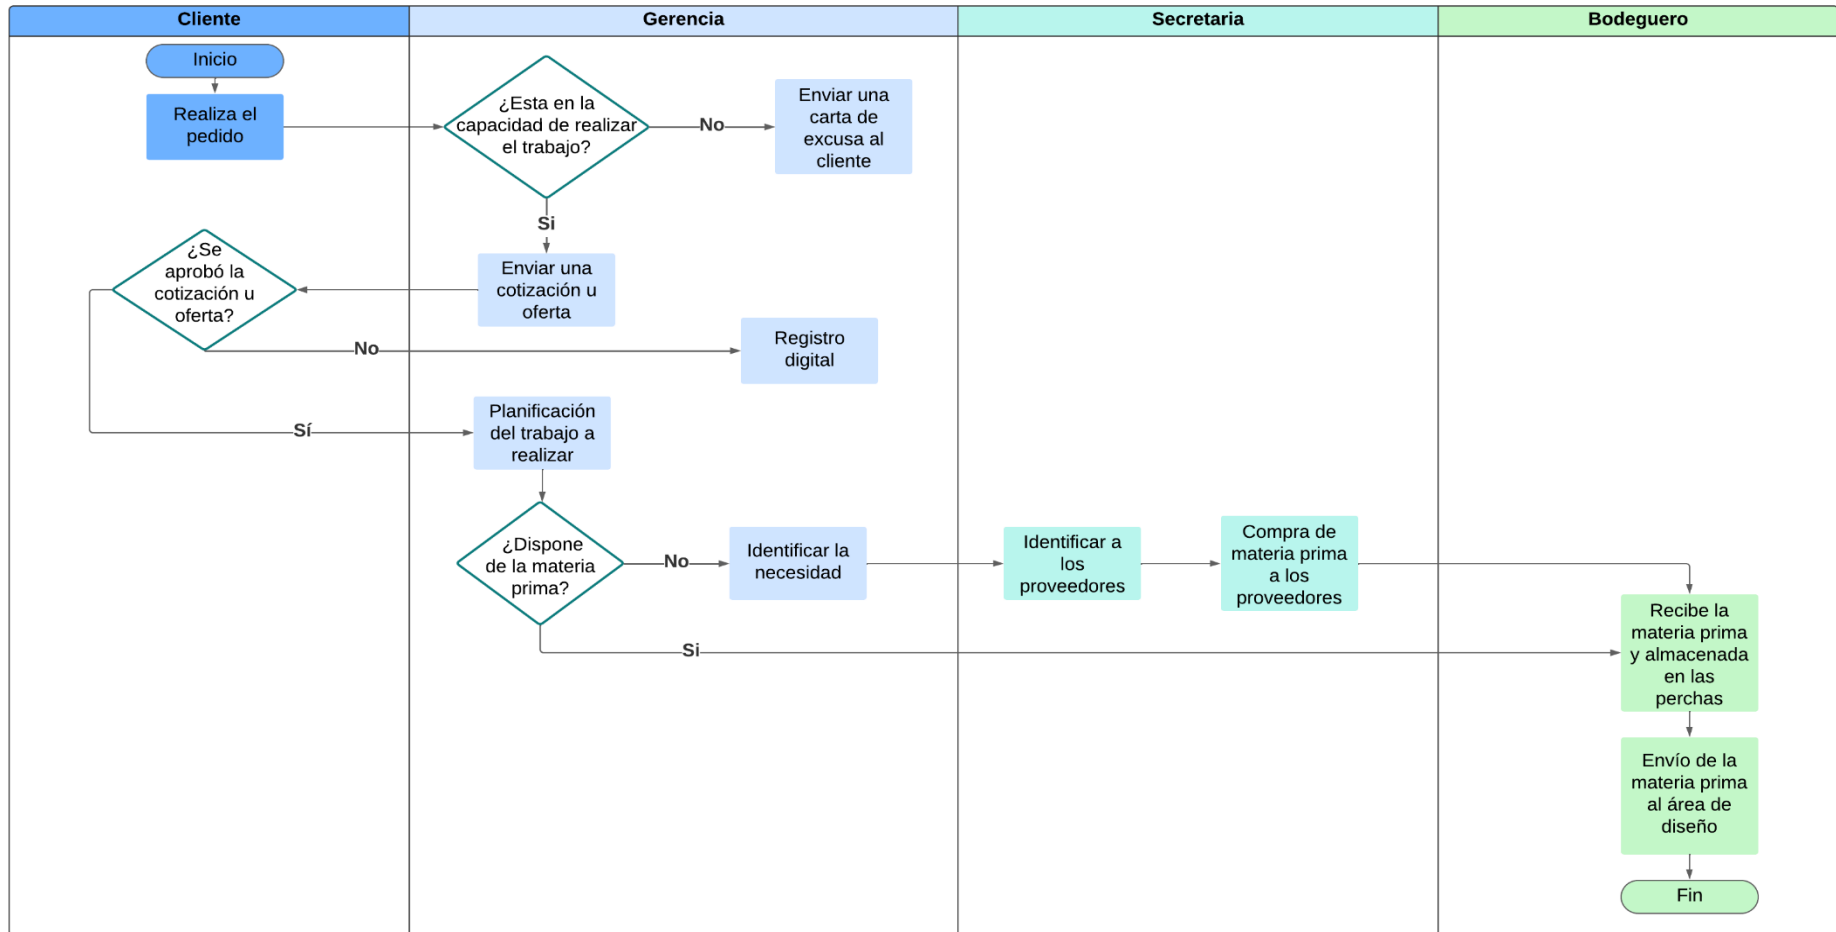 Cliente
Gerencia
Secretaria
Bodeguero
Inicio
Realiza el
pedido
¿Esta en la
capacidad de realizar
el trabajo?
No
Enviar una
carta de
excusa al
cliente
Si
¿Se
aprobó la
cotización u
oferta?
Enviar una
cotización u
oferta
No
Registro
digital
Sí
Planificación
del trabajo a
realizar
¿Dispone
de la materia
prima?
No
Identificar la
necesidad
Identificar a
los
proveedores
Compra de
materia prima
a los
proveedores
Si
Recibe la
materia prima
y almacenada
en las
perchas
Envío de la
materia prima
al área de
diseño
Fin